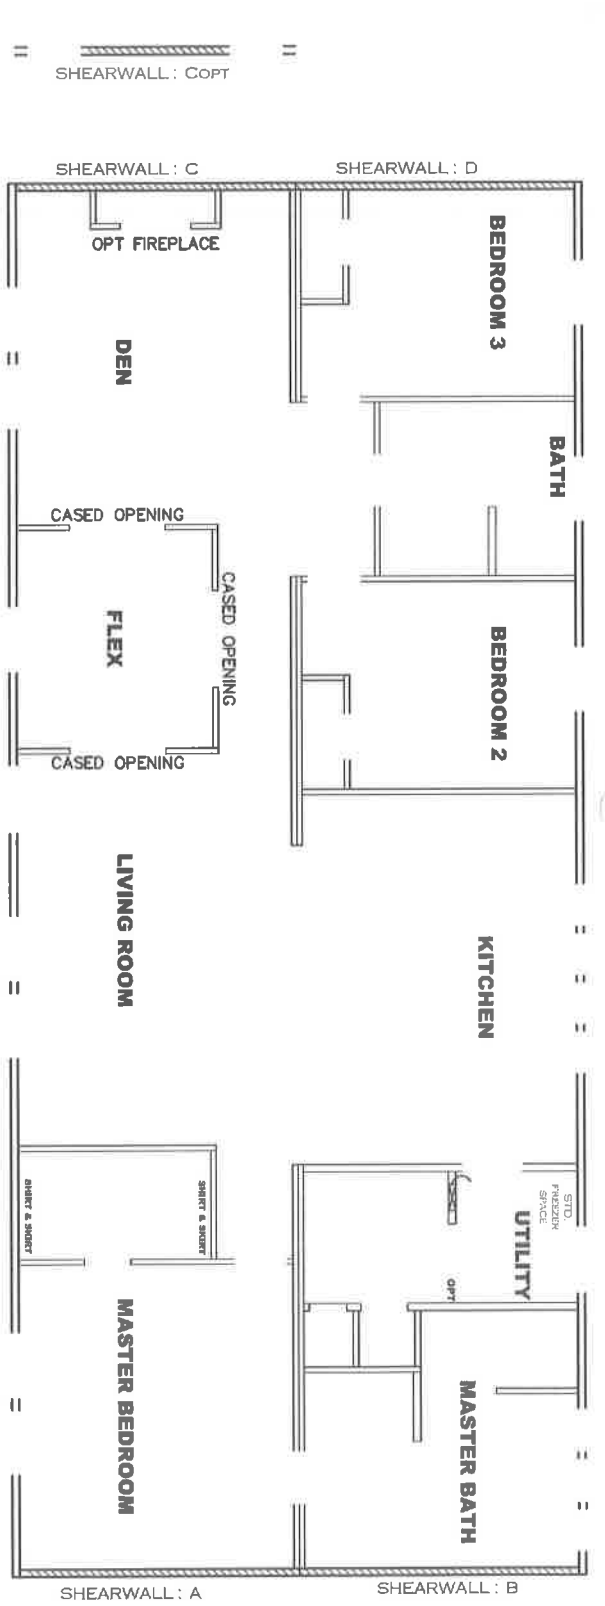 SHEARWALL: COPT
SHEARWALL: C
SHEARWALL: D
OPT FIREPLACE
BEDROOM 3
DEN
BATH
CASED OPENING
CASED OPENING
FLEX
BEDROOM 2
CASED OPENING
LIVING ROOM
KITCHEN
SHIRT & SKIRT
SHIRT & SKIRT
STD.
FREEZER
SPACE
UTILITY
OPT
MASTER BEDROOM
MASTER BATH
SHEARWALL: A
SHEARWALL: B